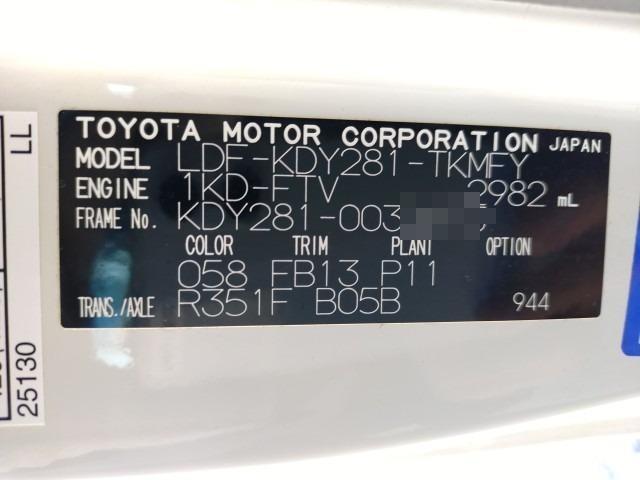 TOYOTA MOTOR CORPORATION JAPAN
MODEL LDF-KDY281-TKMFY
ENGINE 1KD-FTV 2982 mL
FRAME No. KDY281-003
COLOR TRIM PLANT OPTION
058 FB13 P11
TRANS./AXLE R351F B05B 944
LL
25130